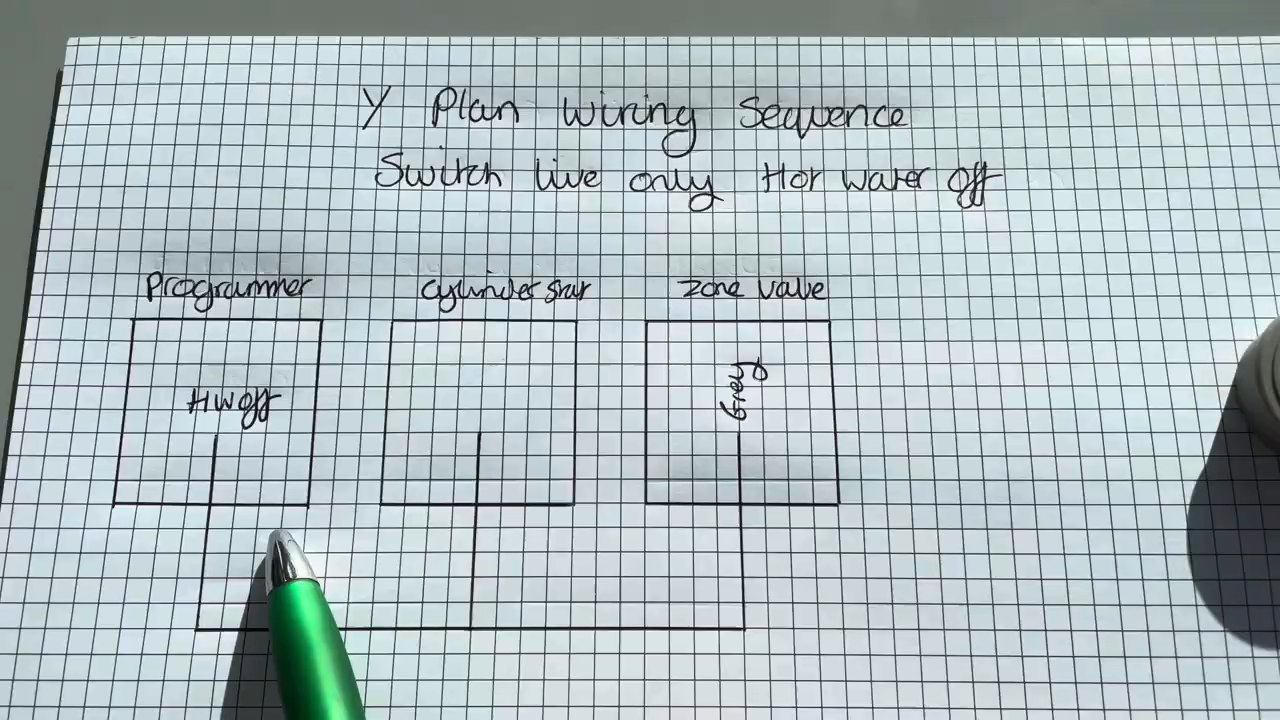 Y Plan Wiring Sequence
Switch live only Hot water off
Programmer
Cylinder stat
Zone Valve
HW off
Grey